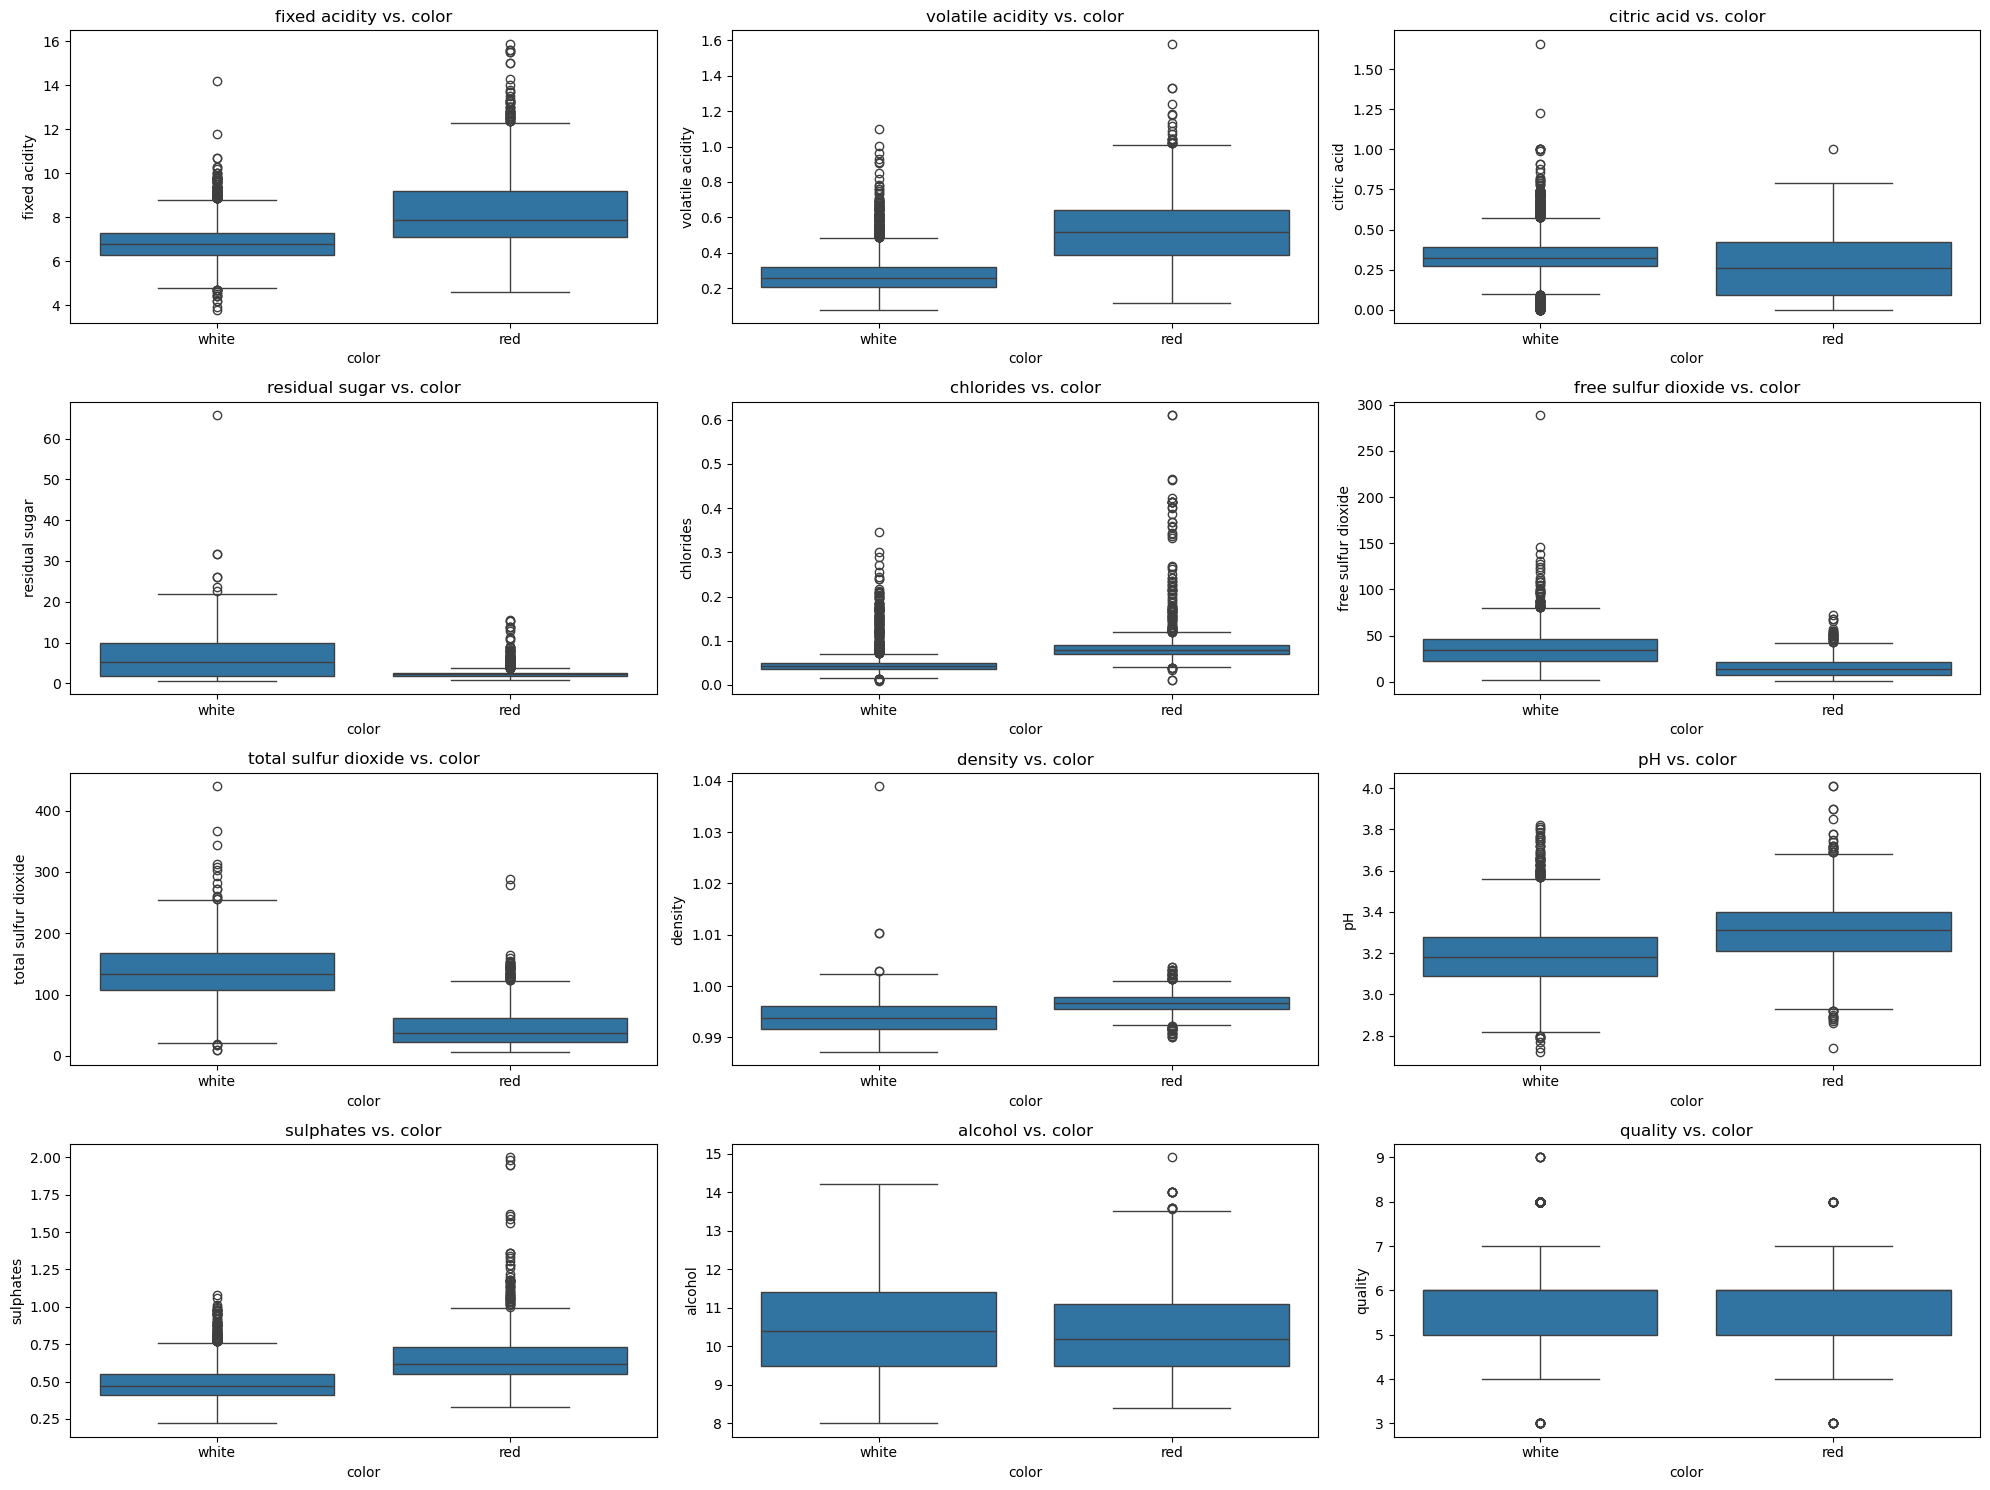 fixed acidity vs. color
volatile acidity vs. color
citric acid vs. color
16
14
12
10
8
6
4
fixed acidity
white
red
color
1.6
1.4
1.2
1.0
0.8
0.6
0.4
0.2
volatile acidity
white
red
color
1.50
1.25
1.00
0.75
0.50
0.25
0.00
citric acid
white
red
color
residual sugar vs. color
chlorides vs. color
free sulfur dioxide vs. color
60
50
40
30
20
10
0
residual sugar
white
red
color
0.6
0.5
0.4
0.3
0.2
0.1
0.0
chlorides
white
red
color
300
250
200
150
100
50
0
free sulfur dioxide
white
red
color
total sulfur dioxide vs. color
density vs. color
pH vs. color
400
300
200
100
0
total sulfur dioxide
white
red
color
1.04
1.03
1.02
1.01
1.00
0.99
density
white
red
color
4.0
3.8
3.6
3.4
3.2
3.0
2.8
pH
white
red
color
sulphates vs. color
alcohol vs. color
quality vs. color
2.00
1.75
1.50
1.25
1.00
0.75
0.50
0.25
sulphates
white
red
color
15
14
13
12
11
10
9
8
alcohol
white
red
color
9
8
7
6
5
4
3
quality
white
red
color